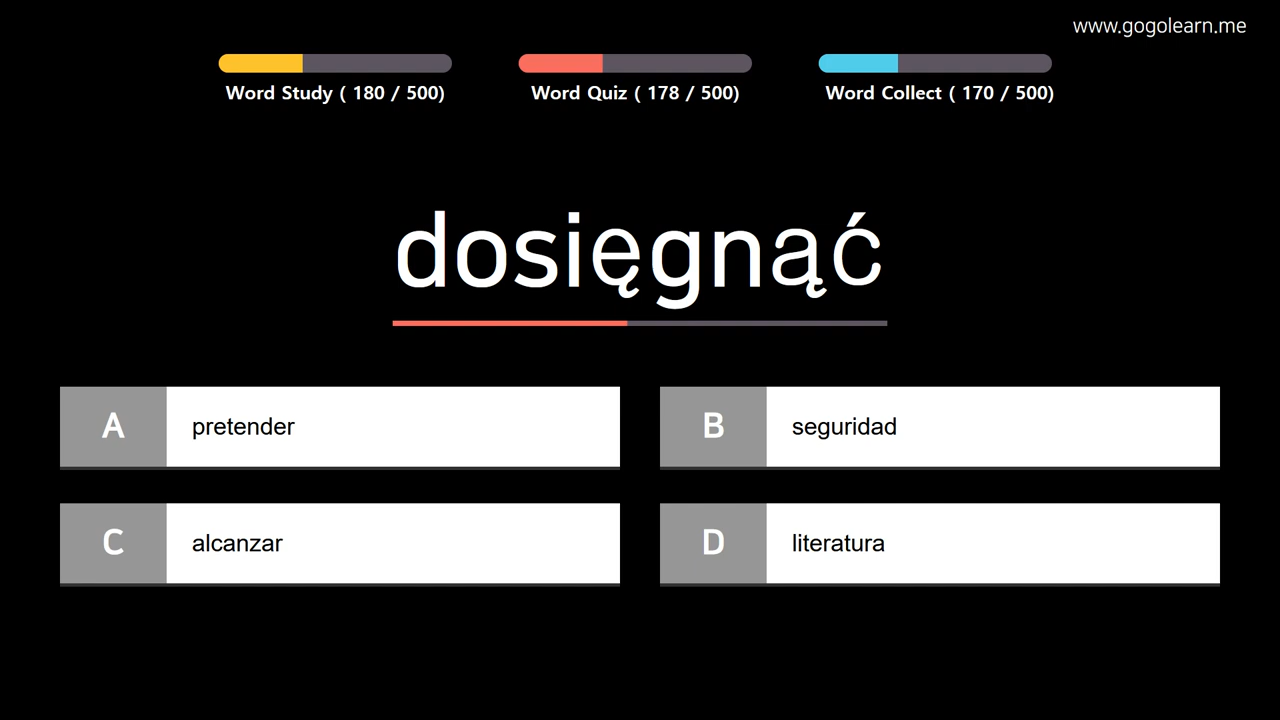 www.gogolearn.me
Word Study ( 180 / 500)
Word Quiz ( 178 / 500)
Word Collect ( 170 / 500)
dosięgnąć
A
pretender
B
seguridad
C
alcanzar
D
literatura